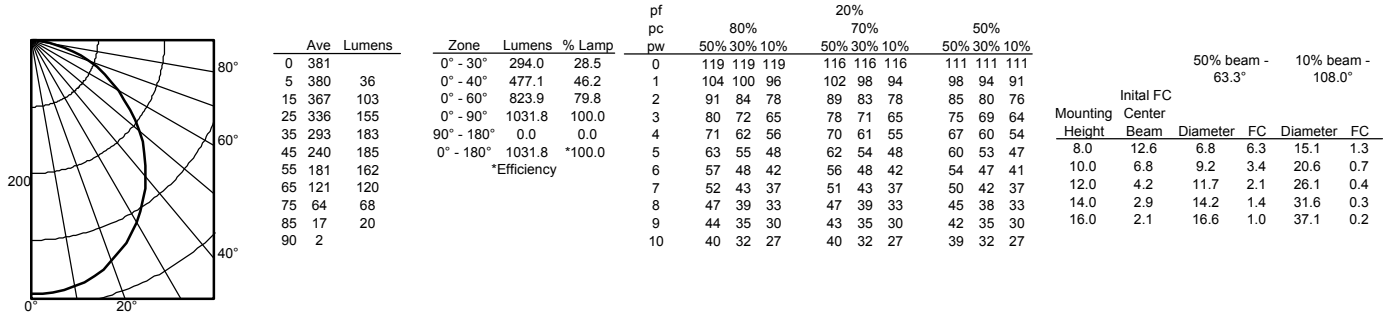 80°
60°
200
40°
0° 20°
Ave Lumens
0 381
5 380 36
15 367 103
25 336 155
35 293 183
45 240 185
55 181 162
65 121 120
75 64 68
85 17 20
90 2
Zone Lumens % Lamp
0° - 30° 294.0 28.5
0° - 40° 477.1 46.2
0° - 60° 823.9 79.8
0° - 90° 1031.8 100.0
90° - 180° 0.0 0.0
0° - 180° 1031.8 *100.0
*Efficiency
pf 20%
pc 80% 70% 50%
pw 50% 30% 10% 50% 30% 10% 50% 30% 10%
0 119 119 119 116 116 116 111 111 111
1 104 100 96 102 98 94 98 94 91
2 91 84 78 89 83 78 85 80 76
3 80 72 65 78 71 65 75 69 64
4 71 62 56 70 61 55 67 60 54
5 63 55 48 62 54 48 60 53 47
6 57 48 42 56 48 42 54 47 41
7 52 43 37 51 43 37 50 42 37
8 47 39 33 47 39 33 45 38 33
9 44 35 30 43 35 30 42 35 30
10 40 32 27 40 32 27 39 32 27
50% beam - 10% beam -
63.3° 108.0°
Inital FC
Mounting Center
Height Beam Diameter FC Diameter FC
8.0 12.6 6.8 6.3 15.1 1.3
10.0 6.8 9.2 3.4 20.6 0.7
12.0 4.2 11.7 2.1 26.1 0.4
14.0 2.9 14.2 1.4 31.6 0.3
16.0 2.1 16.6 1.0 37.1 0.2